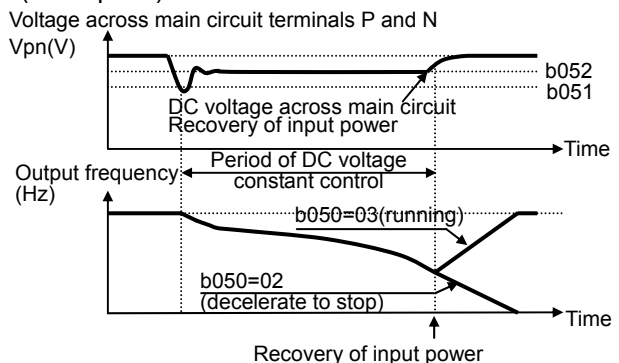 Voltage across main circuit terminals P and N
Vpn(V)
b052
b051
DC voltage across main circuit
Recovery of input power
Time
Period of DC voltage
constant control
Output frequency
(Hz)
b050=03(running)
b050=02
(decelerate to stop)
Time
Recovery of input power